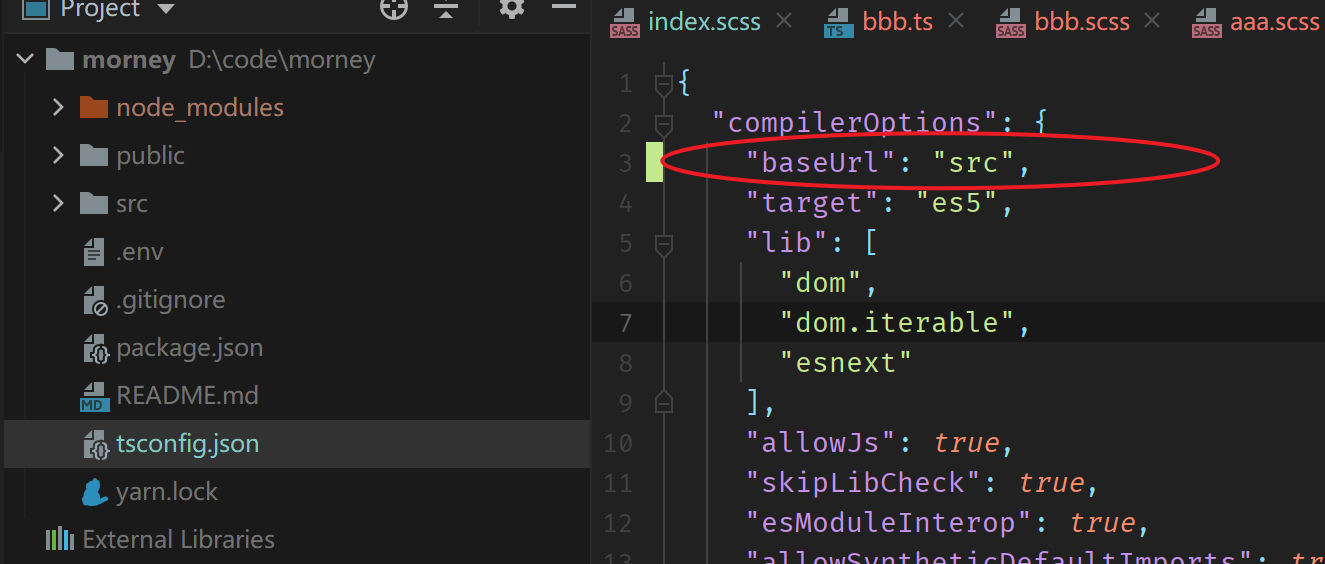 Project
morney D:\code\morney
node_modules
public
src
.env
.gitignore
package.json
MD README.md
tsconfig.json
yarn.lock
External Libraries
SASS index.scss TS bbb.ts SASS bbb.scss SASS aaa.scss
1 {
2 "compilerOptions": {
3 "baseUrl": "src",
4 "target": "es5",
5 "lib": [
6 "dom",
7 "dom.iterable",
8 "esnext"
9 ],
10 "allowJs": true,
11 "skipLibCheck": true,
12 "esModuleInterop": true,
13 "allowSyntheticDefaultImports": tr